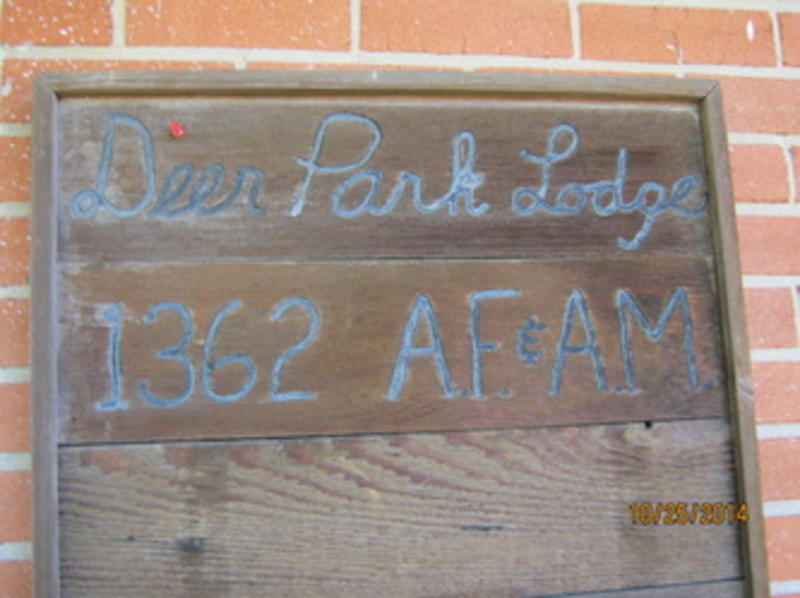 Deer Park Lodge
1362 A.F. & A.M.
10/25/2014